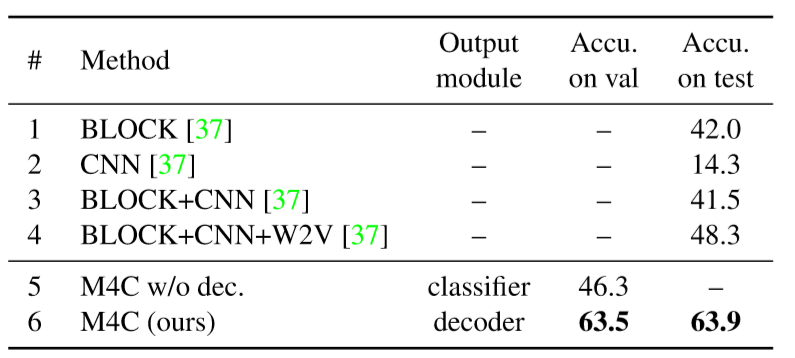 # Method Output module Accu. on val Accu. on test
1 BLOCK [37] – – 42.0
2 CNN [37] – – 14.3
3 BLOCK+CNN [37] – – 41.5
4 BLOCK+CNN+W2V [37] – – 48.3
5 M4C w/o dec. classifier 46.3 –
6 M4C (ours) decoder 63.5 63.9